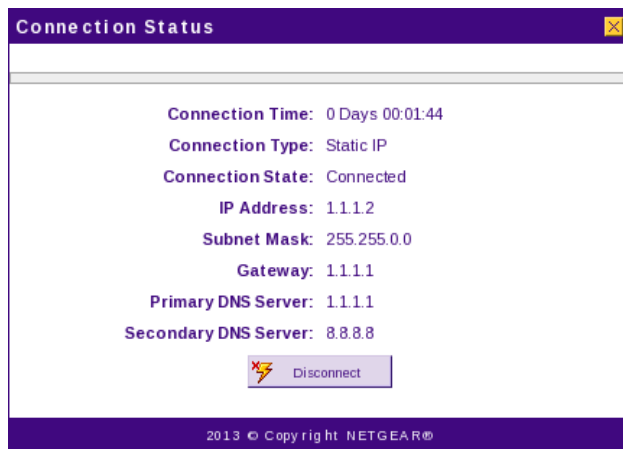 Connection Status
Connection Time: 0 Days 00:01:44
Connection Type: Static IP
Connection State: Connected
IP Address: 1.1.1.2
Subnet Mask: 255.255.0.0
Gateway: 1.1.1.1
Primary DNS Server: 1.1.1.1
Secondary DNS Server: 8.8.8.8
Disconnect
2013 © Copyright NETGEAR®